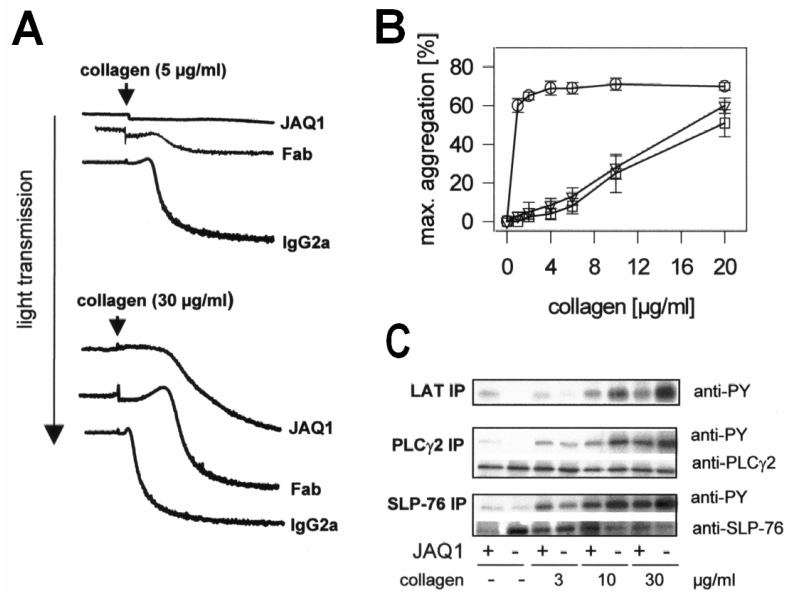 A
collagen (5 µg/ml)
JAQ1
Fab
IgG2a
light transmission
collagen (30 µg/ml)
JAQ1
Fab
IgG2a
B
max. aggregation [%]
80
60
40
20
0
0 4 8 12 16 20
collagen [µg/ml]
C
LAT IP anti-PY
PLCγ2 IP anti-PY
anti-PLCγ2
SLP-76 IP anti-PY
anti-SLP-76
JAQ1 + - + - + - + -
collagen - - 3 10 30 µg/ml